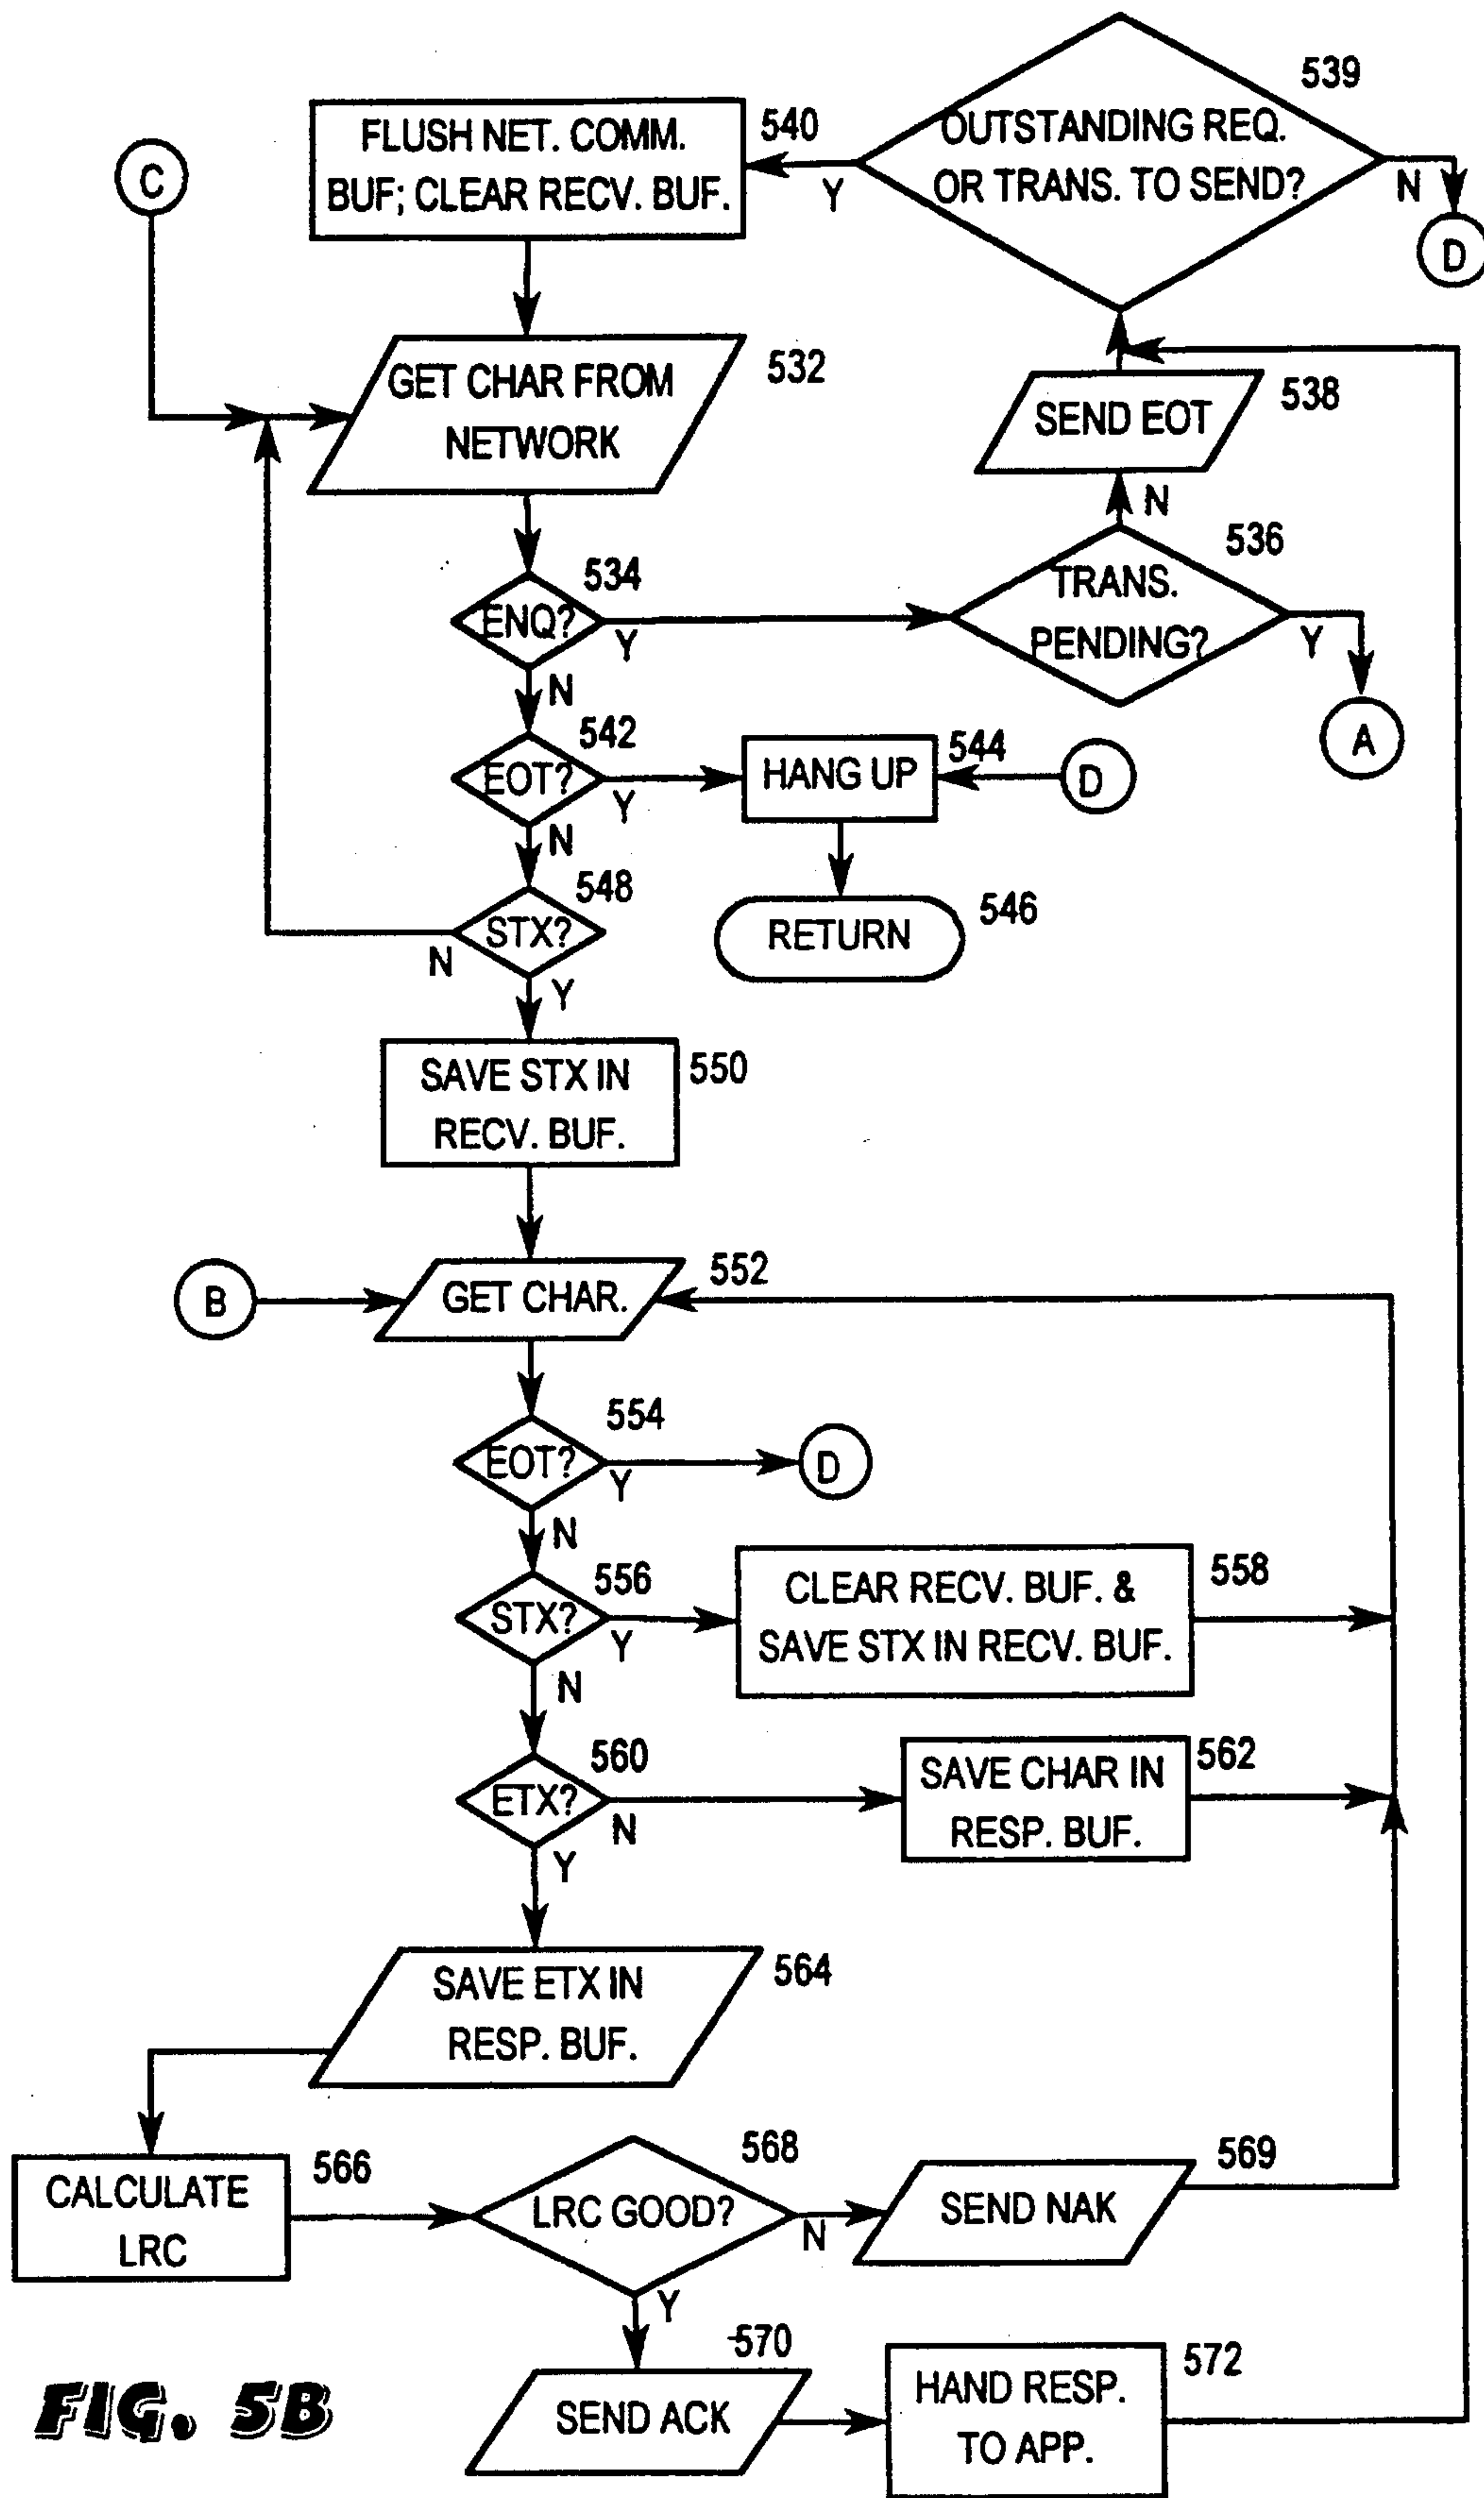 539
OUTSTANDING REQ.
OR TRANS. TO SEND?
Y
N
D
540
FLUSH NET. COMM.
BUF; CLEAR RECV. BUF.
C
532
GET CHAR FROM
NETWORK
538
SEND EOT
N
536
TRANS.
PENDING?
Y
A
534
ENQ?
Y
N
542
EOT?
Y
N
544
HANG UP
D
548
STX?
N
Y
546
RETURN
550
SAVE STX IN
RECV. BUF.
B
552
GET CHAR.
554
EOT?
Y
D
N
556
STX?
Y
N
558
CLEAR RECV. BUF. &
SAVE STX IN RECV. BUF.
560
ETX?
N
Y
562
SAVE CHAR IN
RESP. BUF.
564
SAVE ETX IN
RESP. BUF.
566
CALCULATE
LRC
568
LRC GOOD?
N
Y
569
SEND NAK
570
SEND ACK
572
HAND RESP.
TO APP.
FIG. 5B